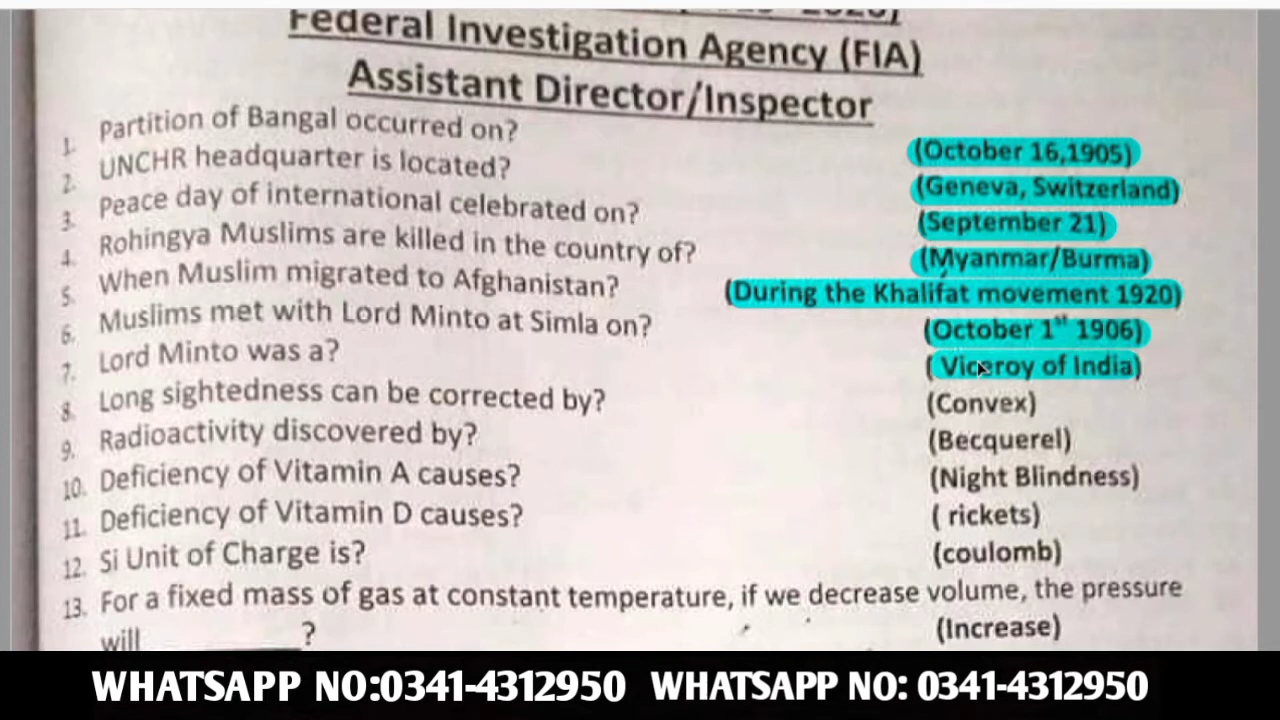 Federal Investigation Agency (FIA)
Assistant Director/Inspector
1. Partition of Bangal occurred on? (October 16,1905)
2. UNCHR headquarter is located? (Geneva, Switzerland)
3. Peace day of international celebrated on? (September 21)
4. Rohingya Muslims are killed in the country of? (Myanmar/Burma)
5. When Muslim migrated to Afghanistan? (During the Khalifat movement 1920)
6. Muslims met with Lord Minto at Simla on? (October 1st 1906)
7. Lord Minto was a? ( Viceroy of India)
8. Long sightedness can be corrected by? (Convex)
9. Radioactivity discovered by? (Becquerel)
10. Deficiency of Vitamin A causes? (Night Blindness)
11. Deficiency of Vitamin D causes? ( rickets)
12. Si Unit of Charge is? (coulomb)
13. For a fixed mass of gas at constant temperature, if we decrease volume, the pressure
will ________? (Increase)
WHATSAPP NO:0341-4312950 WHATSAPP NO: 0341-4312950